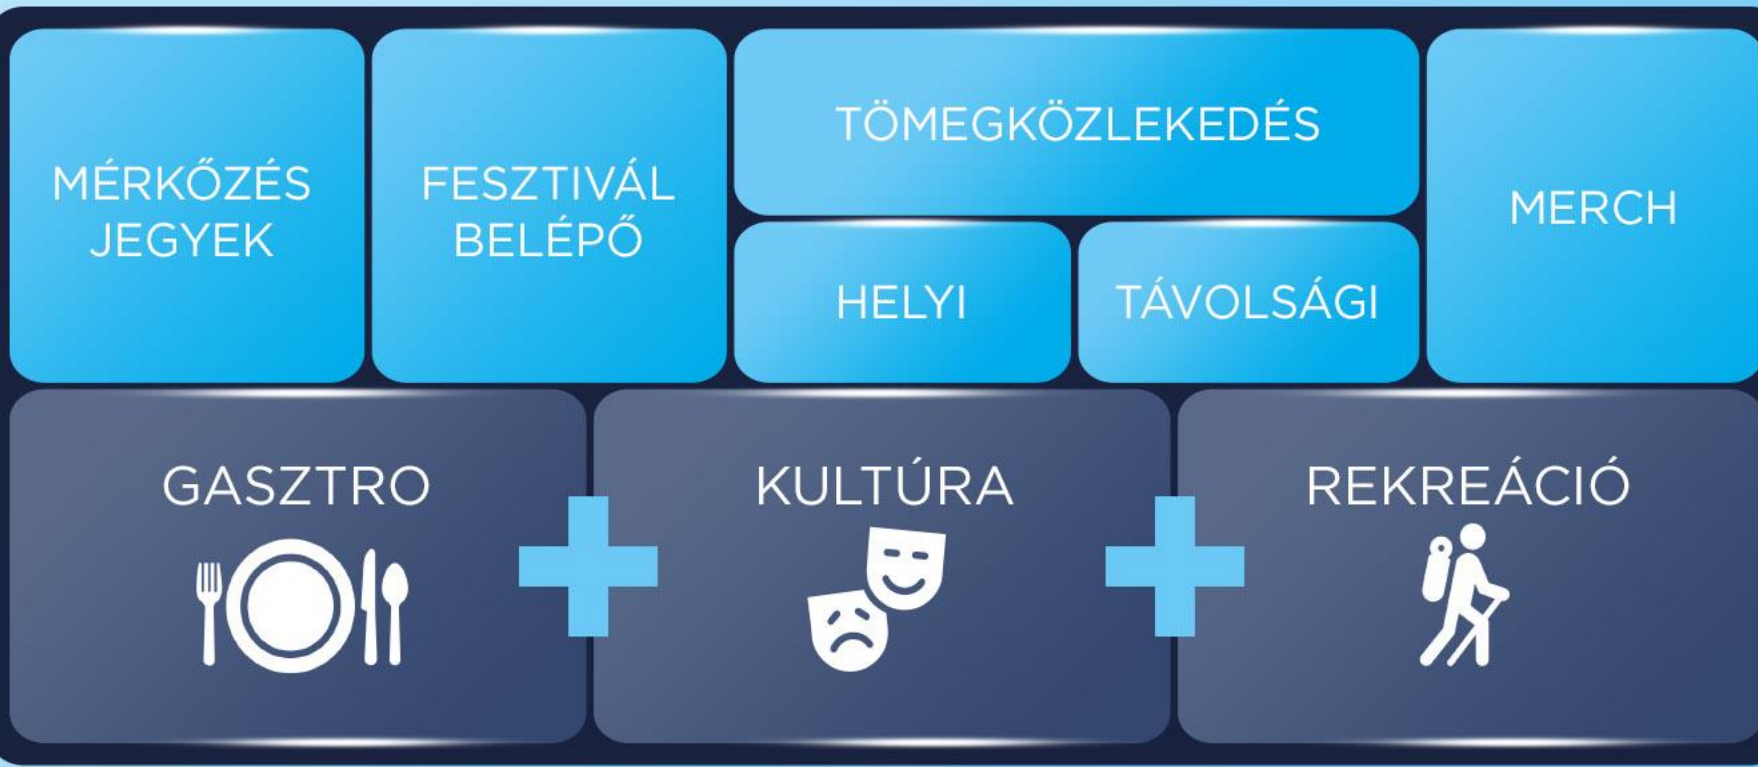 MÉRKŐZÉS
JEGYEK
FESZTIVÁL
BELÉPŐ
TÖMEGKÖZLEKEDÉS
HELYI
TÁVOLSÁGI
MERCH
GASZTRO
KULTÚRA
REKREÁCIÓ